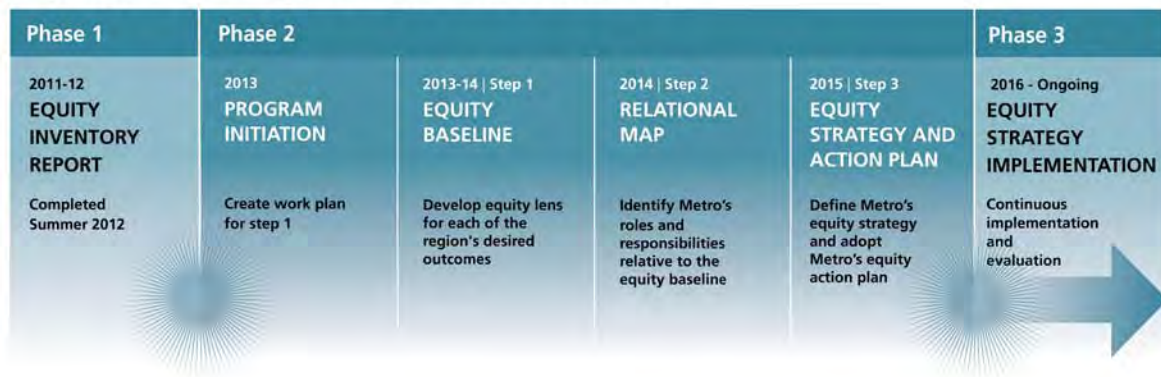 Phase 1
2011-12
EQUITY
INVENTORY
REPORT
Completed
Summer 2012
Phase 2
2013
PROGRAM
INITIATION
Create work plan
for step 1
2013-14 | Step 1
EQUITY
BASELINE
Develop equity lens
for each of the
region's desired
outcomes
2014 | Step 2
RELATIONAL
MAP
Identify Metro's
roles and
responsibilities
relative to the
equity baseline
2015 | Step 3
EQUITY
STRATEGY AND
ACTION PLAN
Define Metro's
equity strategy
and adopt
Metro's equity
action plan
Phase 3
2016 - Ongoing
EQUITY
STRATEGY
IMPLEMENTATION
Continuous
implementation
and
evaluation